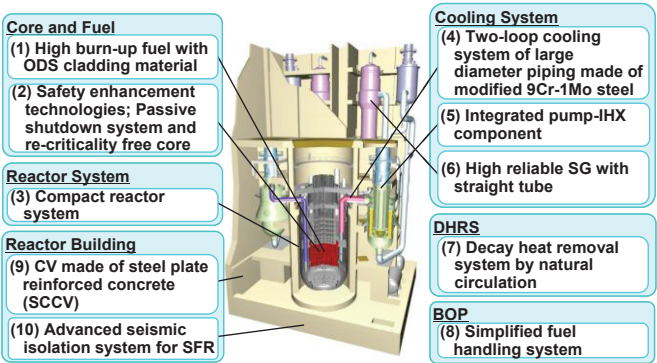 Core and Fuel
(1) High burn-up fuel with
ODS cladding material
(2) Safety enhancement
technologies; Passive
shutdown system and
re-criticality free core
Reactor System
(3) Compact reactor
system
Reactor Building
(9) CV made of steel plate
reinforced concrete
(SCCV)
(10) Advanced seismic
isolation system for SFR
Cooling System
(4) Two-loop cooling
system of large
diameter piping made of
modified 9Cr-1Mo steel
(5) Integrated pump-IHX
component
(6) High reliable SG with
straight tube
DHRS
(7) Decay heat removal
system by natural
circulation
BOP
(8) Simplified fuel
handling system